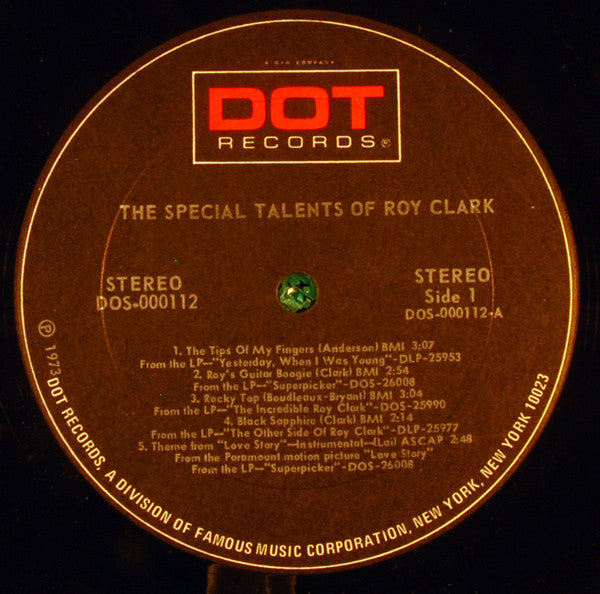 A G+W COMPANY
DOT
RECORDS®
THE SPECIAL TALENTS OF ROY CLARK
STEREO
DOS-000112
STEREO
Side 1
DOS-000112-A
1. The Tips Of My Fingers (Anderson) BMI 3:07
From the LP—"Yesterday, When I Was Young"-DLP-25953
2. Roy's Guitar Boogie (Clark) BMI 2:54
From the LP—"Superpicker"-DOS-26008
3. Rocky Top (Boudleaux-Bryant) BMI 3:04
From the LP—"The Incredible Roy Clark"-DOS-25990
4. Black Sapphire (Clark) BMI 2:14
From the LP—"The Other Side Of Roy Clark"-DLP-25977
5. Theme from "Love Story"—Instrumental—(Lai) ASCAP 2:48
From the Paramount motion picture "Love Story"
From the LP—"Superpicker"-DOS-26008
℗ 1973 DOT RECORDS, A DIVISION OF FAMOUS MUSIC CORPORATION, NEW YORK, NEW YORK 10023